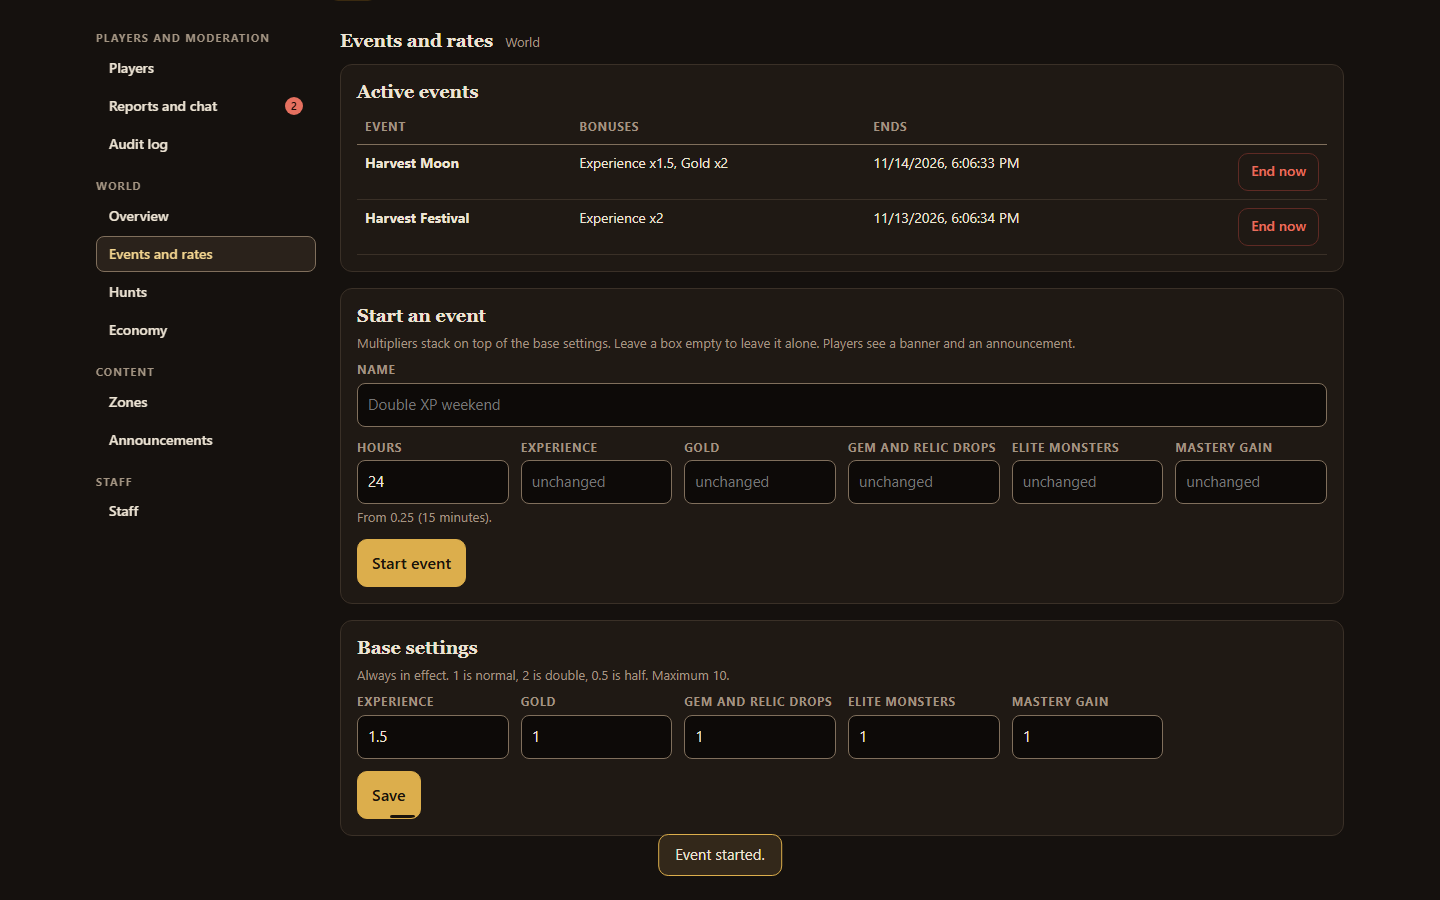 PLAYERS AND MODERATION
Players
Reports and chat 2
Audit log
WORLD
Overview
Events and rates
Hunts
Economy
CONTENT
Zones
Announcements
STAFF
Staff
Events and rates World
Active events
EVENT BONUSES ENDS
Harvest Moon Experience x1.5, Gold x2 11/14/2026, 6:06:33 PM End now
Harvest Festival Experience x2 11/13/2026, 6:06:34 PM End now
Start an event
Multipliers stack on top of the base settings. Leave a box empty to leave it alone. Players see a banner and an announcement.
NAME
Double XP weekend
HOURS EXPERIENCE GOLD GEM AND RELIC DROPS ELITE MONSTERS MASTERY GAIN
24 unchanged unchanged unchanged unchanged unchanged
From 0.25 (15 minutes).
Start event
Base settings
Always in effect. 1 is normal, 2 is double, 0.5 is half. Maximum 10.
EXPERIENCE GOLD GEM AND RELIC DROPS ELITE MONSTERS MASTERY GAIN
1.5 1 1 1 1
Save
Event started.